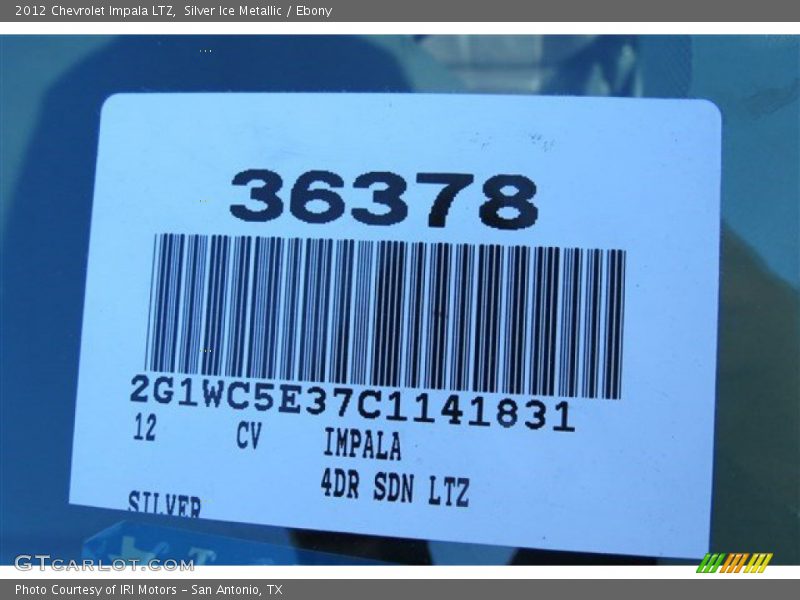 2012 Chevrolet Impala LTZ, Silver Ice Metallic / Ebony
36378
2G1WC5E37C1141831
12 CV IMPALA
4DR SDN LTZ
SILVER
GTCARLOT.COM
Photo Courtesy of IRI Motors – San Antonio, TX